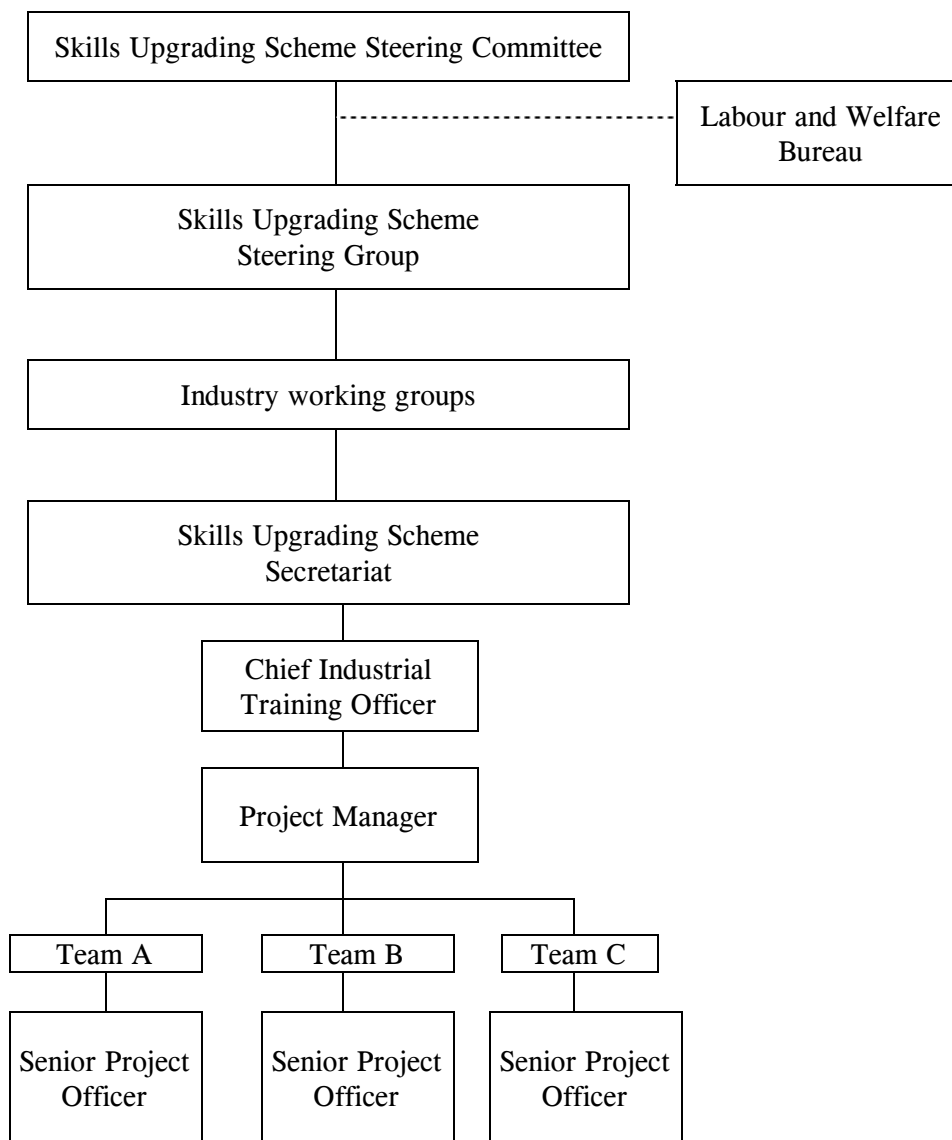 Skills Upgrading Scheme Steering Committee
Labour and Welfare
Bureau
Skills Upgrading Scheme
Steering Group
Industry working groups
Skills Upgrading Scheme
Secretariat
Chief Industrial
Training Officer
Project Manager
Team A
Team B
Team C
Senior Project
Officer
Senior Project
Officer
Senior Project
Officer